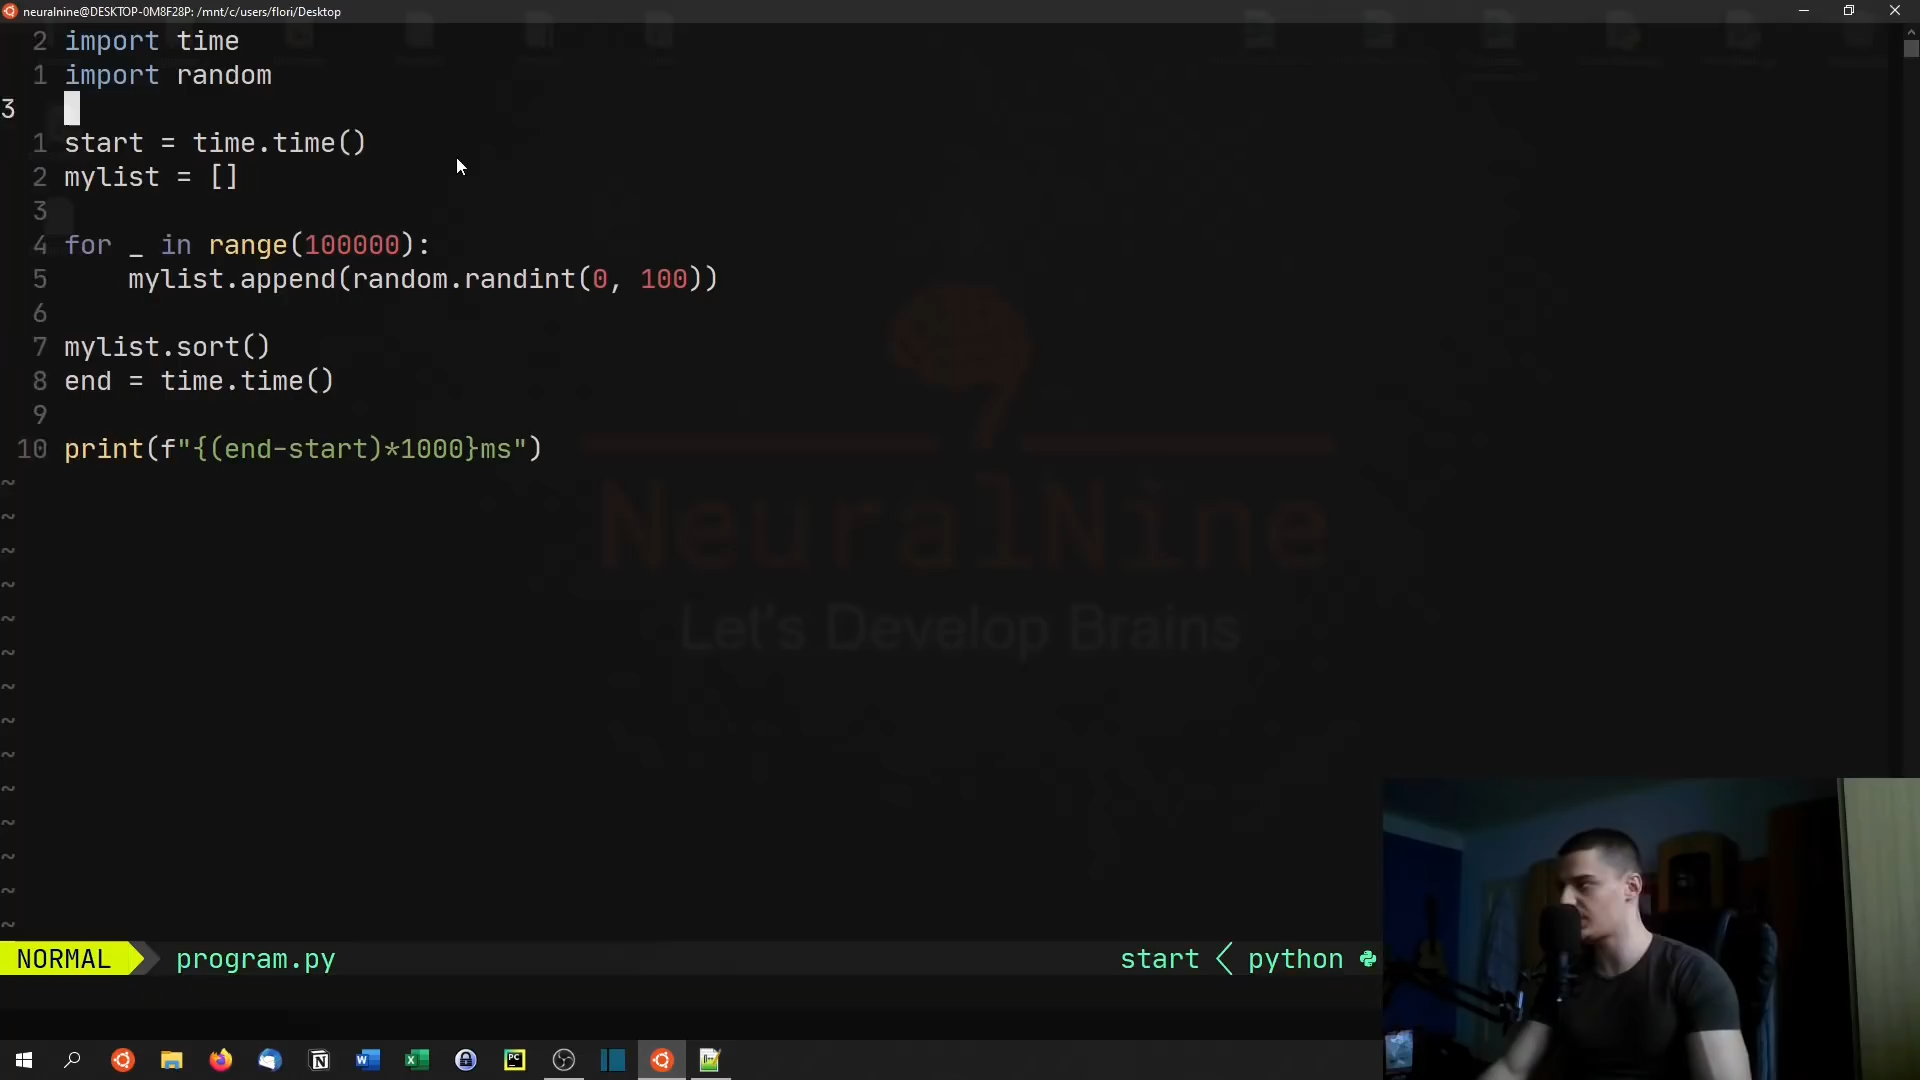 neuralnine@DESKTOP-0M8F28P: /mnt/c/users/flori/Desktop
2 import time
1 import random
3
1 start = time.time()
2 mylist = []
3
4 for _ in range(100000):
5     mylist.append(random.randint(0, 100))
6
7 mylist.sort()
8 end = time.time()
9
10 print(f"{(end-start)*1000}ms")
~
~
~
~
~
~
~
~
~
~
~
~
~
~
NeuralNine
Let's Develop Brains
NORMAL program.py start < python